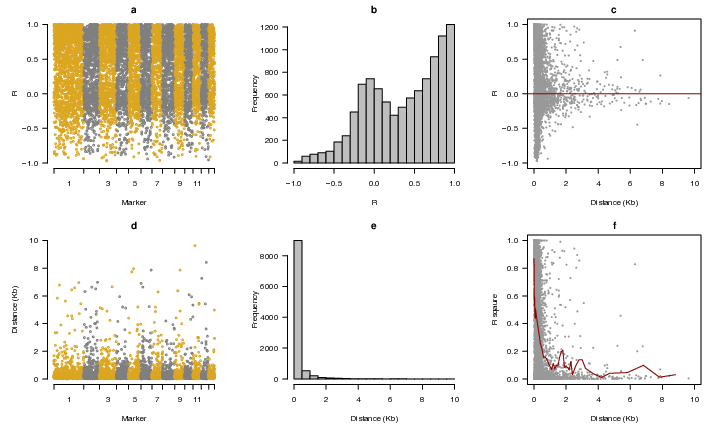 a
1.0
0.5
0.0
−0.5
−1.0
R
1 3 5 7 9 11
Marker
b
1200
1000
800
600
400
200
0
Frequency
−1.0 −0.5 0.0 0.5 1.0
R
c
1.0
0.5
0.0
−0.5
−1.0
R
0 2 4 6 8 10
Distance (Kb)
d
10
8
6
4
2
0
Distance (Kb)
1 3 5 7 9 11
Marker
e
8000
6000
4000
2000
0
Frequency
0 2 4 6 8 10
Distance (Kb)
f
1.0
0.8
0.6
0.4
0.2
0.0
R sqaure
0 2 4 6 8 10
Distance (Kb)